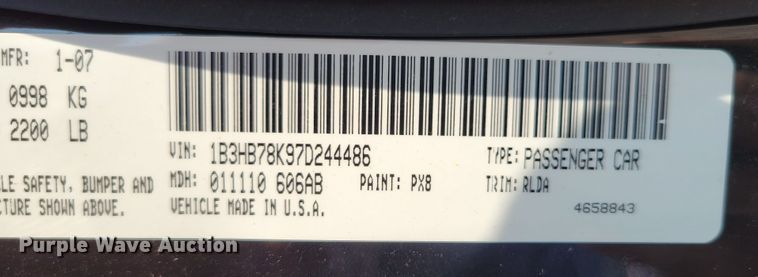 MFR: 1-07
0998 KG
2200 LB
VIN: 1B3HB78K97D244486
TYPE: PASSENGER CAR
LE SAFETY, BUMPER AND
MDH: 011110 606AB
PAINT: PX8
TRIM: RLDA
CTURE SHOWN ABOVE.
VEHICLE MADE IN U.S.A.
4658843
Purple Wave Auction